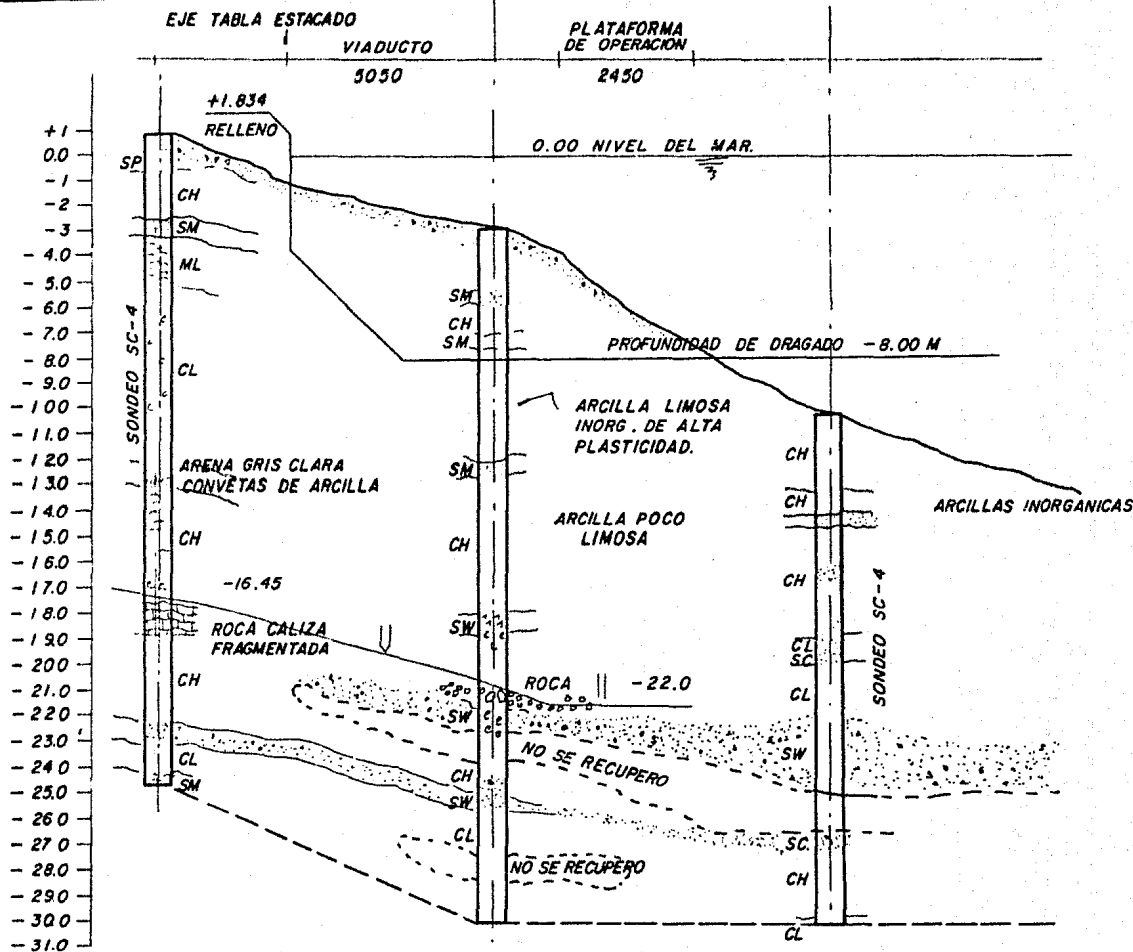 EJE TABLA ESTACADO
VIADUCTO
5050
PLATAFORMA
DE OPERACION
2450
+1.834
RELLENO
0.00 NIVEL DEL MAR.
+1
0.0
-1
-2
-3
-4.0
-5.0
-6.0
-7.0
-8.0
-9.0
-10.0
-11.0
-12.0
-13.0
-14.0
-15.0
-16.0
-17.0
-18.0
-19.0
-20.0
-21.0
-22.0
-23.0
-24.0
-25.0
-26.0
-27.0
-28.0
-29.0
-30.0
-31.0
SONDEO SC-4
SP
CH
SM
ML
CL
ARENA GRIS CLARA
CONVETAS DE ARCILLA
CH
-16.45
ROCA CALIZA
FRAGMENTADA
CH
CL
SM
SM
CH
SM
PROFUNDIDAD DE DRAGADO -8.00 M
ARCILLA LIMOSA
INORG. DE ALTA
PLASTICIDAD.
SM
ARCILLA POCO
LIMOSA
CH
SW
ROCA
-22.0
SW
NO SE RECUPERO
CH
SW
CL
NO SE RECUPERO
CH
CH
ARCILLAS INORGANICAS
CH
CL
SC
CL
SONDEO SC-4
SW
SC
CH
CL